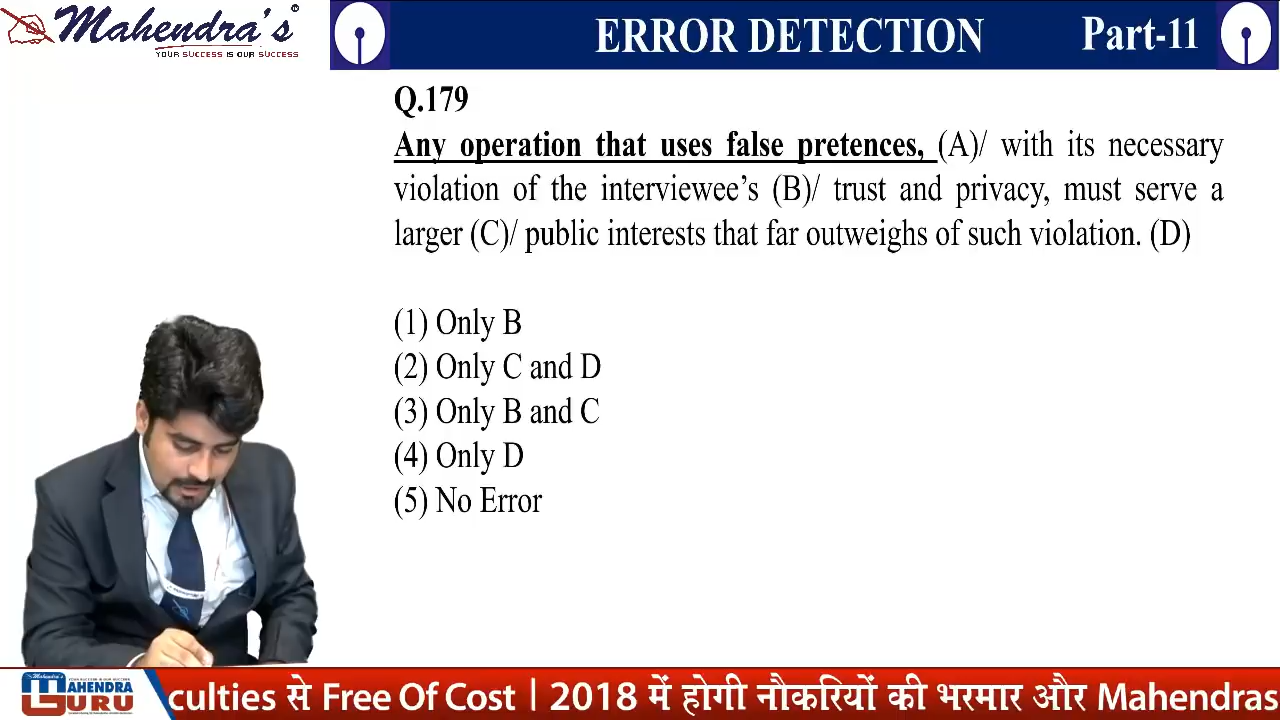 Mahendra's
YOUR SUCCESS IS OUR SUCCESS
ERROR DETECTION
Part-11
Q.179
Any operation that uses false pretences, (A)/ with its necessary
violation of the interviewee's (B)/ trust and privacy, must serve a
larger (C)/ public interests that far outweighs of such violation. (D)
(1) Only B
(2) Only C and D
(3) Only B and C
(4) Only D
(5) No Error
Mahendra's
MAHENDRA
GURU
culties से Free Of Cost | 2018 में होगी नौकरियों की भरमार और Mahendras